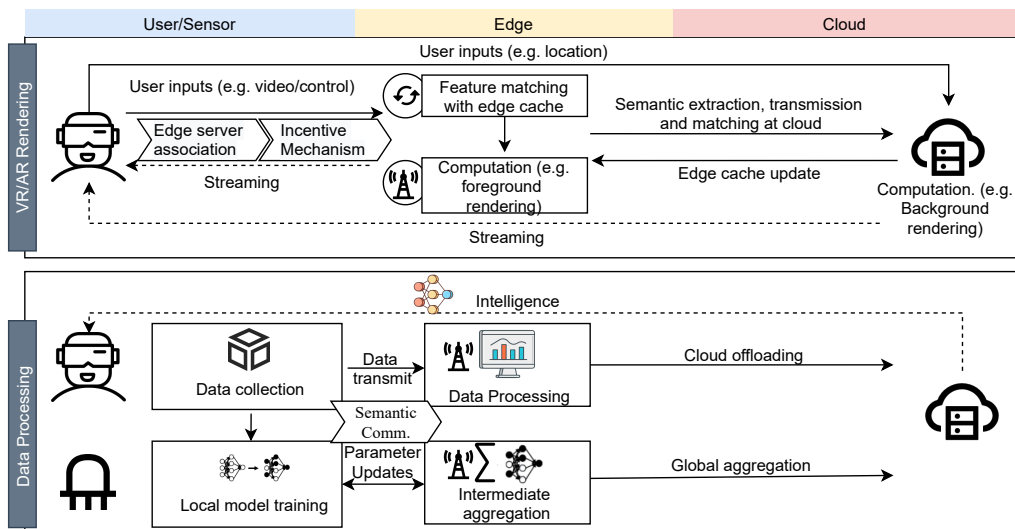 User/Sensor
Edge
Cloud
VR/AR Rendering
User inputs (e.g. location)
User inputs (e.g. video/control)
Feature matching
with edge cache
Semantic extraction, transmission
and matching at cloud
Edge server
association
Incentive
Mechanism
Streaming
Computation (e.g.
foreground
rendering)
Edge cache update
Computation. (e.g.
Background
rendering)
Streaming
Data Processing
Intelligence
Data collection
Data
transmit
Data Processing
Cloud offloading
Semantic
Comm.
Local model training
Parameter
Updates
Intermediate
aggregation
Global aggregation